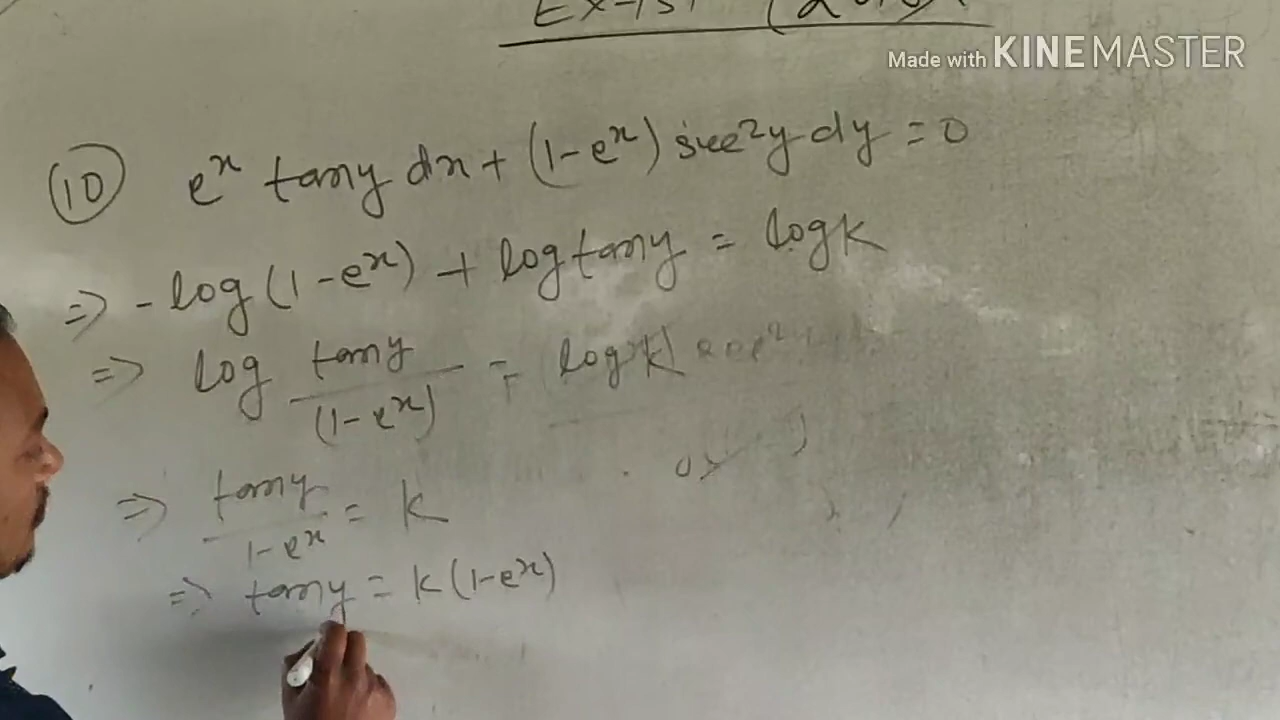 Made with KINEMASTER
(10) eˣ tany dx + (1-eˣ) sec²y dy = 0
=> -log(1-eˣ) + log tany = log k
=> log tany/(1-eˣ) = log k
=> tany/1-eˣ = k
=> tany = k(1-eˣ)